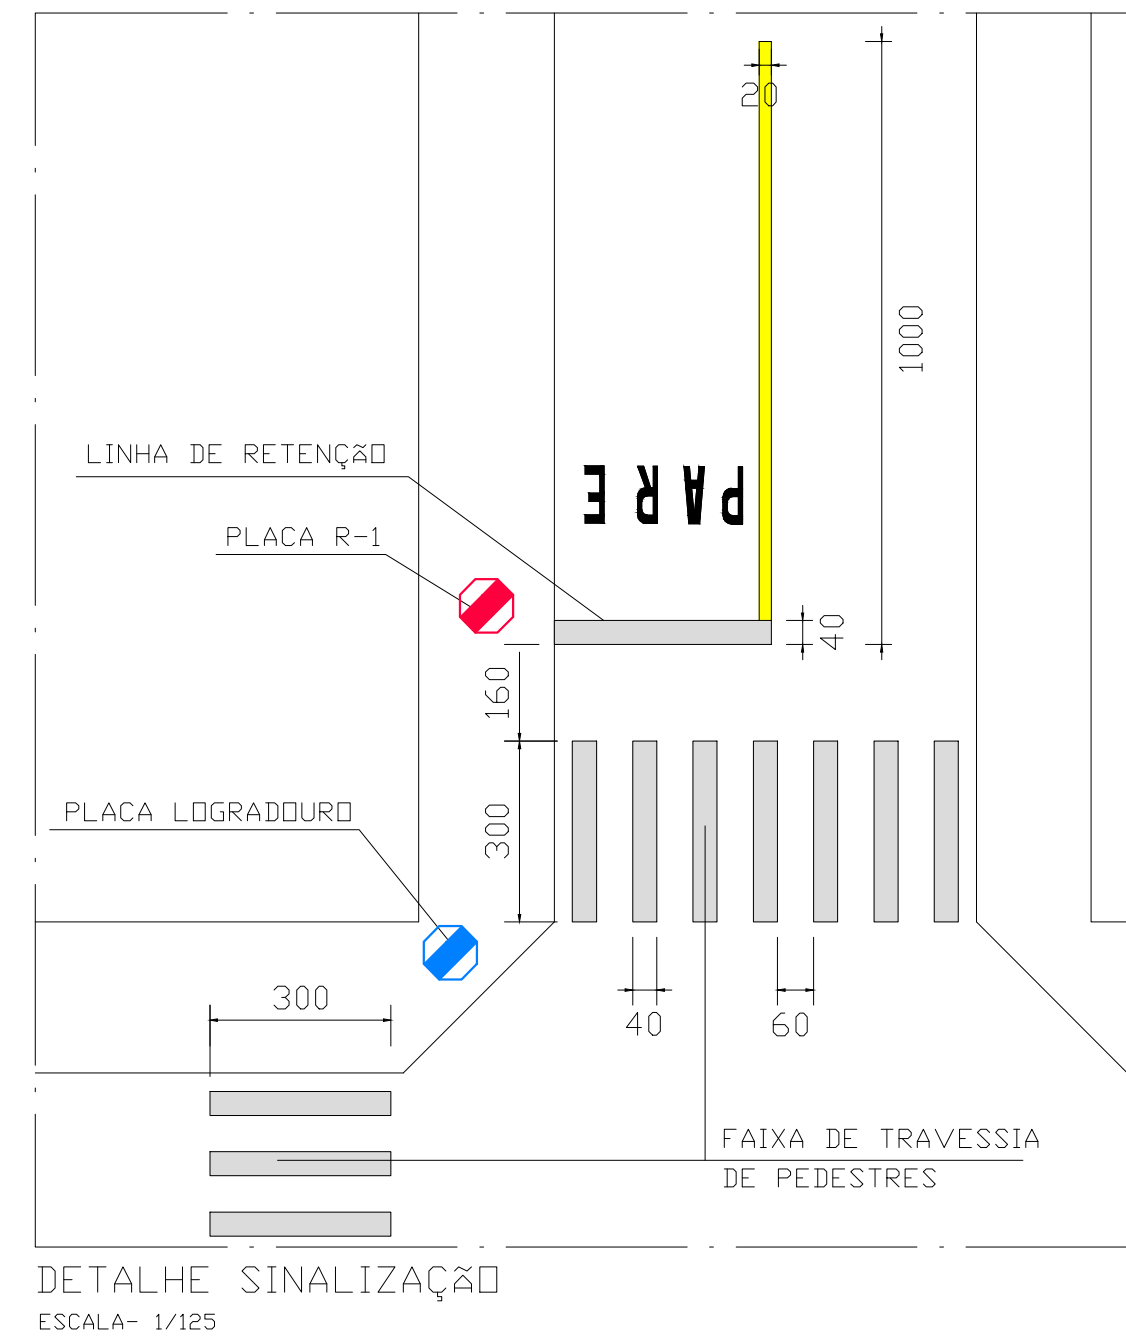 20
1000
LINHA DE RETENÇÃO
PARE
PLACA R-1
40
160
PLACA LOGRADOURO
300
300
40
60
FAIXA DE TRAVESSIA
DE PEDESTRES
DETALHE SINALIZAÇÃO
ESCALA- 1/125